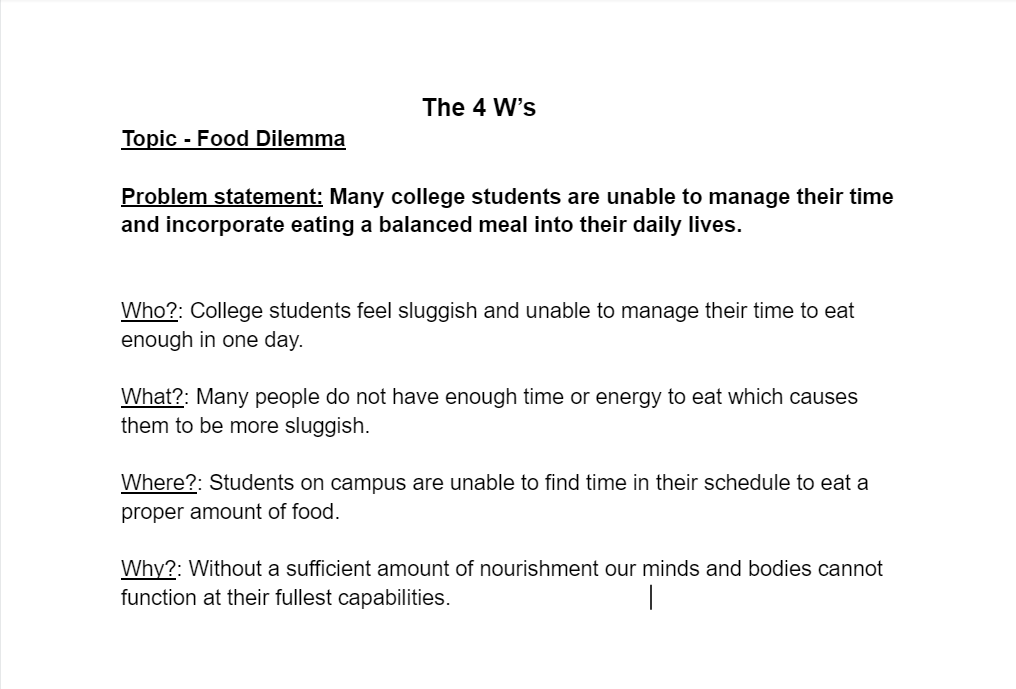 The 4 W’s
Topic - Food Dilemma
Problem statement: Many college students are unable to manage their time
and incorporate eating a balanced meal into their daily lives.
Who?: College students feel sluggish and unable to manage their time to eat
enough in one day.
What?: Many people do not have enough time or energy to eat which causes
them to be more sluggish.
Where?: Students on campus are unable to find time in their schedule to eat a
proper amount of food.
Why?: Without a sufficient amount of nourishment our minds and bodies cannot
function at their fullest capabilities.